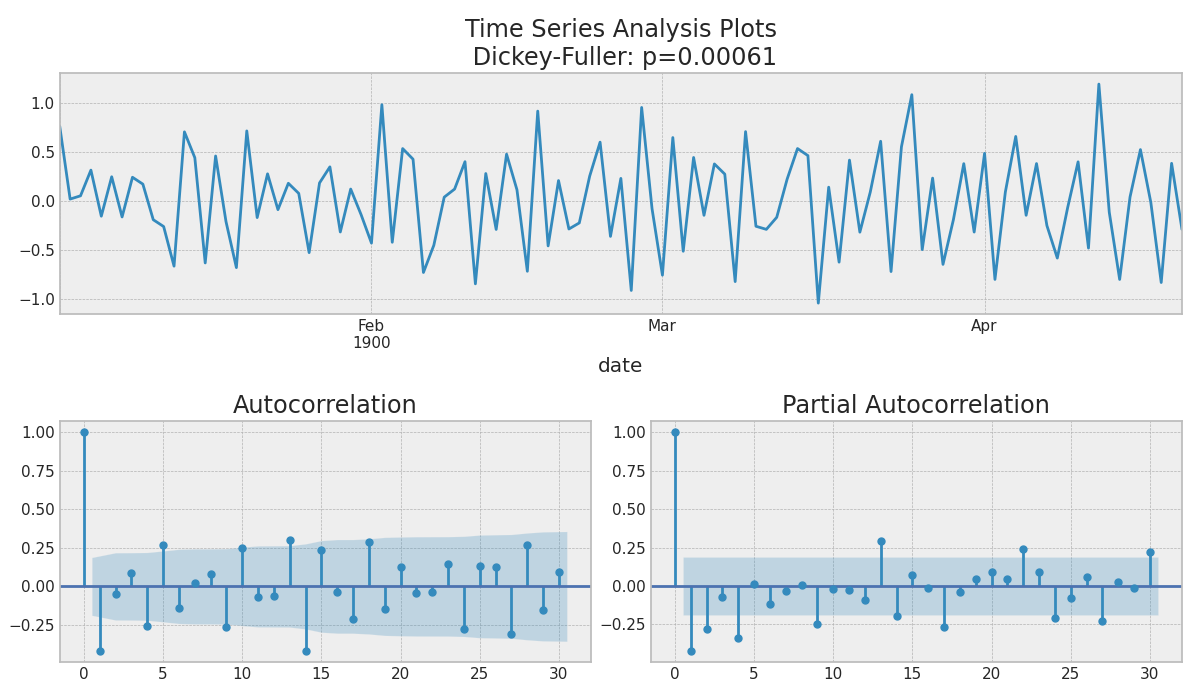 Time Series Analysis Plots
Dickey-Fuller: p=0.00061
1.0
0.5
0.0
−0.5
−1.0
Feb
1900
Mar
Apr
date
Autocorrelation
1.00
0.75
0.50
0.25
0.00
−0.25
0 5 10 15 20 25 30
Partial Autocorrelation
1.00
0.75
0.50
0.25
0.00
−0.25
0 5 10 15 20 25 30